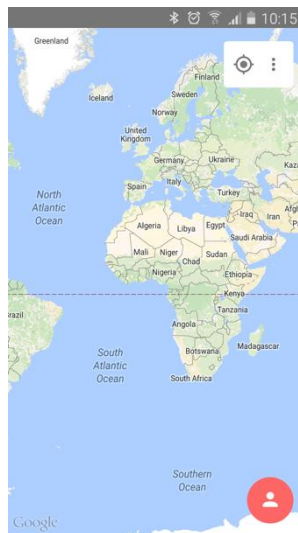 10:15
Greenland
Finland
Iceland
Sweden
Norway
United
Kingdom
Germany
Ukraine
Kaza
Spain
Italy
Turkey
North
Atlantic
Ocean
Iraq
Iran
Afgh
Algeria
Libya
Egypt
Saudi Arabia
Mali
Niger
Chad
Sudan
Nigeria
Ethiopia
Kenya
Tanzania
razil
Angola
Botswana
Madagascar
South
Atlantic
Ocean
South Africa
Southern
Ocean
Google